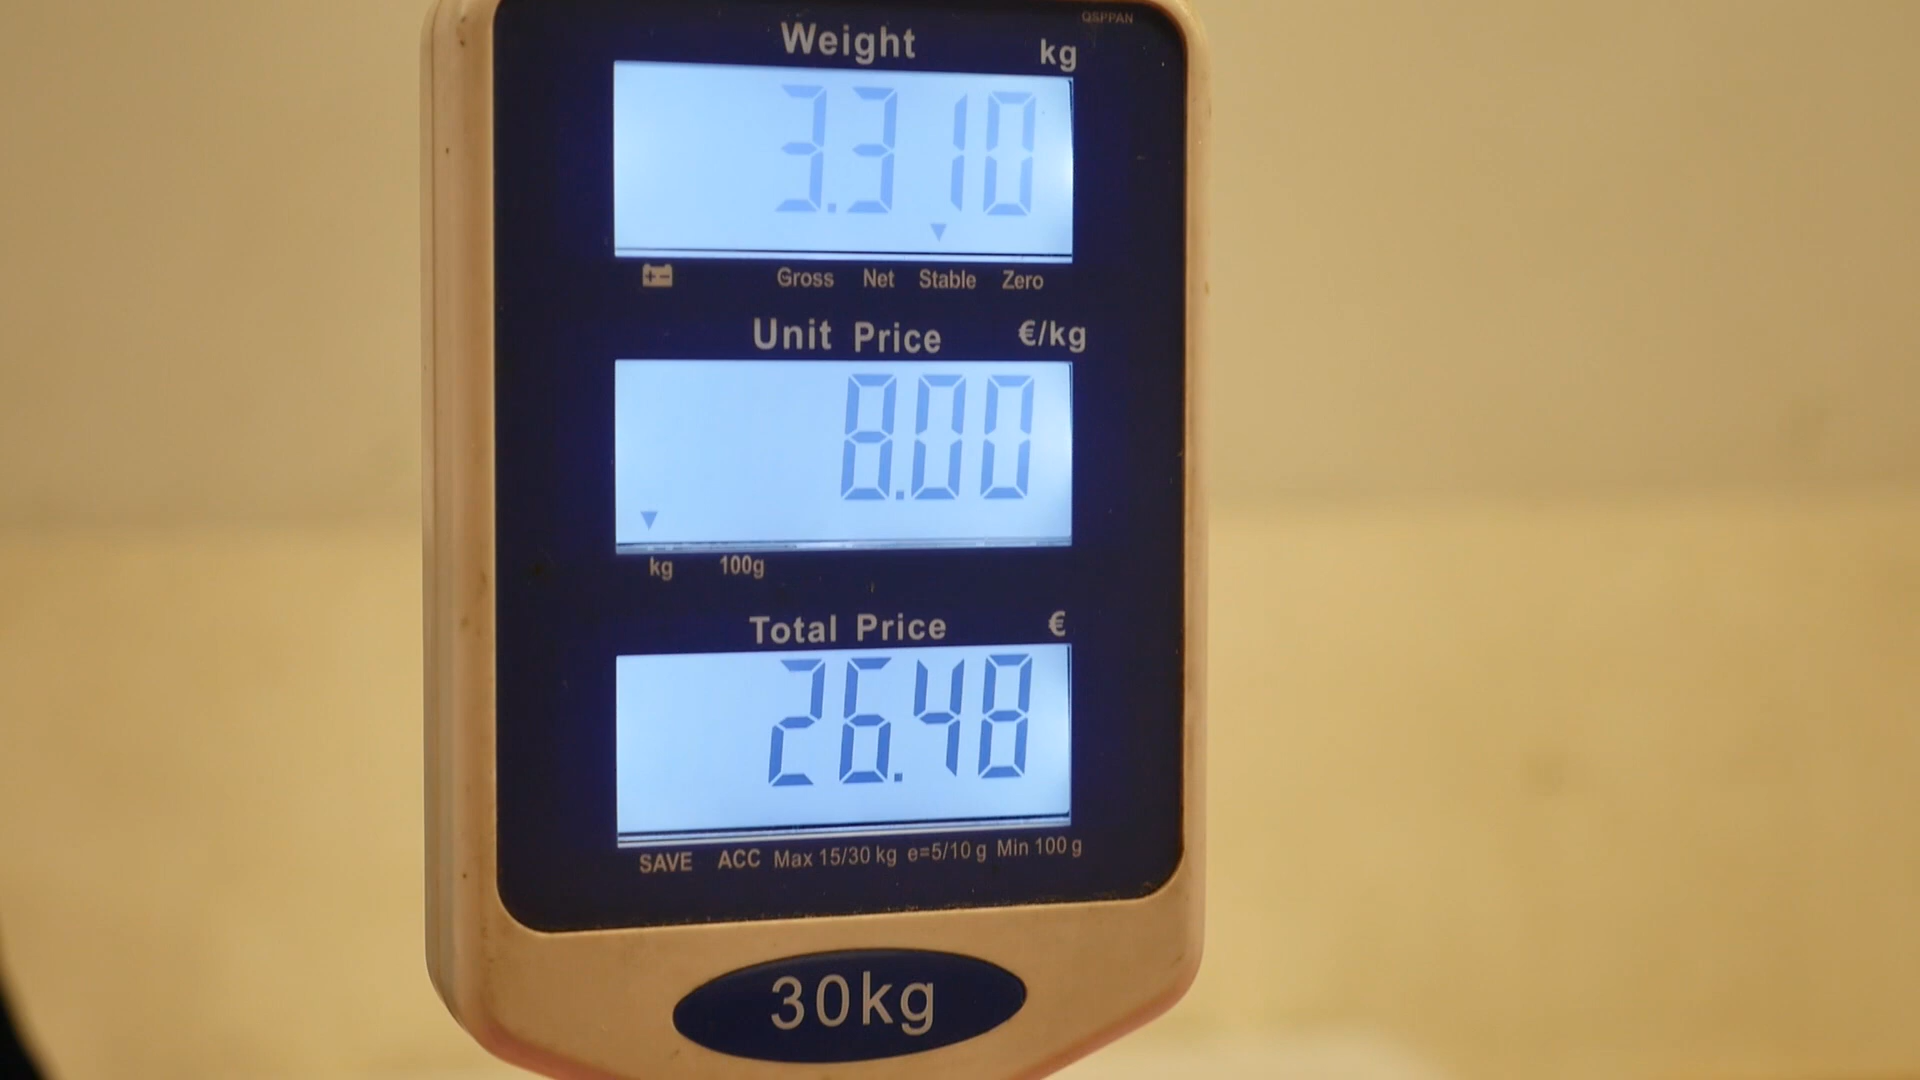 QSPPAN
Weight kg
3.310
Gross Net Stable Zero
Unit Price €/kg
8.00
kg 100g
Total Price €
26.48
SAVE ACC Max 15/30 kg e=5/10 g Min 100 g
30kg